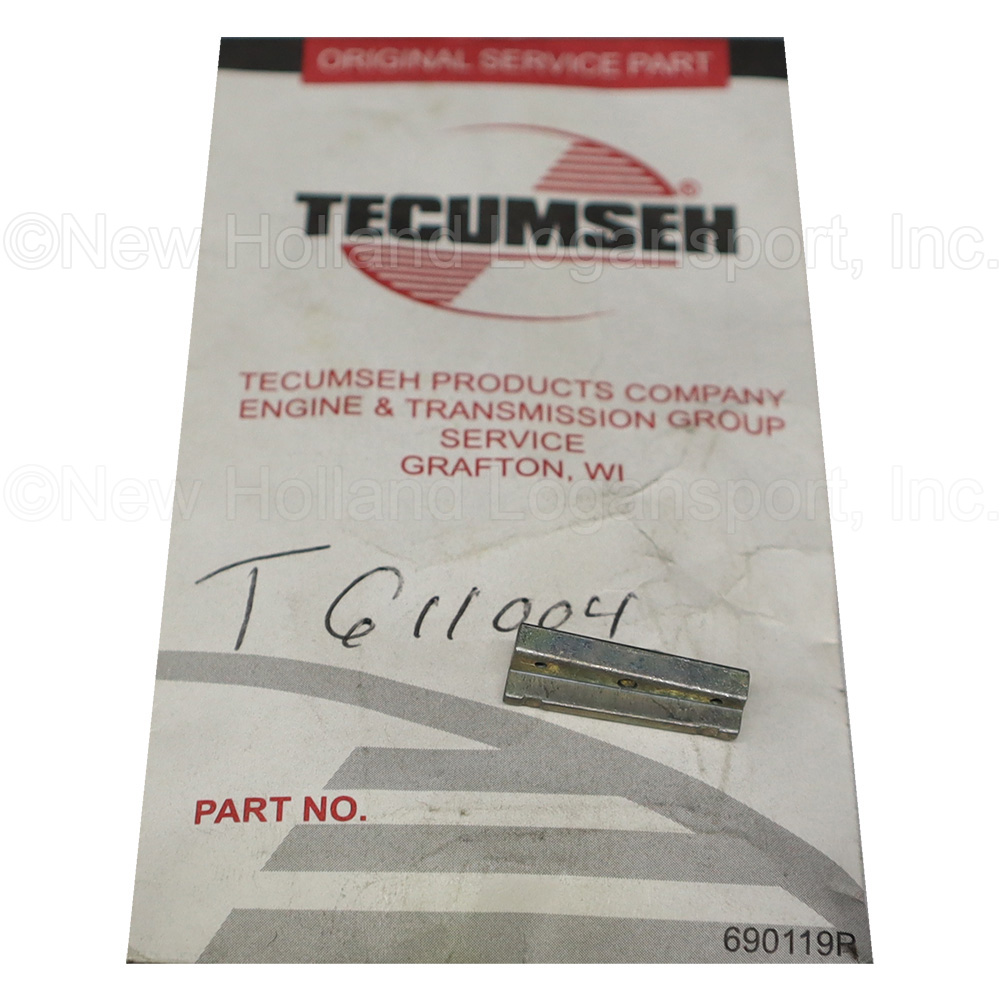 ORIGINAL SERVICE PART
TECUMSEH®
©New Holland Logansport, Inc.
TECUMSEH PRODUCTS COMPANY
ENGINE & TRANSMISSION GROUP
SERVICE
GRAFTON, WI
©New Holland Logansport, Inc.
T 611004
PART NO.
690119R